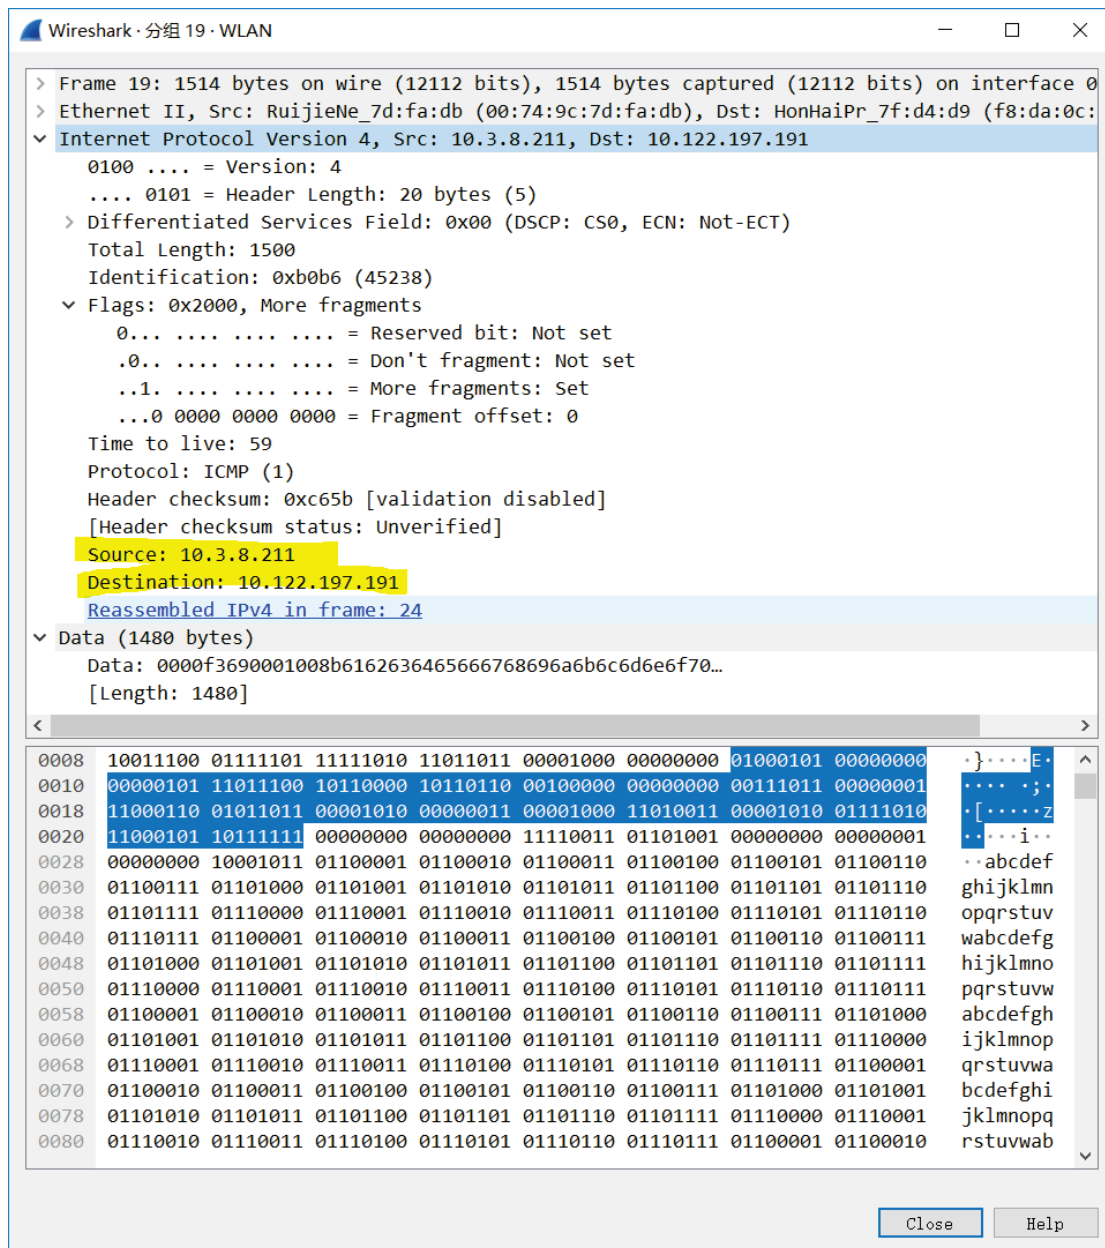 Wireshark · 分组 19 · WLAN
Frame 19: 1514 bytes on wire (12112 bits), 1514 bytes captured (12112 bits) on interface 0
Ethernet II, Src: RuijieNe_7d:fa:db (00:74:9c:7d:fa:db), Dst: HonHaiPr_7f:d4:d9 (f8:da:0c:
Internet Protocol Version 4, Src: 10.3.8.211, Dst: 10.122.197.191
0100 .... = Version: 4
.... 0101 = Header Length: 20 bytes (5)
Differentiated Services Field: 0x00 (DSCP: CS0, ECN: Not-ECT)
Total Length: 1500
Identification: 0xb0b6 (45238)
Flags: 0x2000, More fragments
0... .... .... .... = Reserved bit: Not set
.0.. .... .... .... = Don't fragment: Not set
..1. .... .... .... = More fragments: Set
...0 0000 0000 0000 = Fragment offset: 0
Time to live: 59
Protocol: ICMP (1)
Header checksum: 0xc65b [validation disabled]
[Header checksum status: Unverified]
Source: 10.3.8.211
Destination: 10.122.197.191
Reassembled IPv4 in frame: 24
Data (1480 bytes)
Data: 0000f3690001008b6162636465666768696a6b6c6d6e6f70…
[Length: 1480]
0008 10011100 01111101 11111010 11011011 00001000 00000000 01000101 00000000 ·}····E·
0010 00000101 11011100 10110000 10110110 00100000 00000000 00111011 00000001 ···· ·;·
0018 11000110 01011011 00001010 00000011 00001000 11010011 00001010 01111010 ·[·····z
0020 11000101 10111111 00000000 00000000 11110011 01101001 00000000 00000001 ·····i··
0028 00000000 10001011 01100001 01100010 01100011 01100100 01100101 01100110 ··abcdef
0030 01100111 01101000 01101001 01101010 01101011 01101100 01101101 01101110 ghijklmn
0038 01101111 01110000 01110001 01110010 01110011 01110100 01110101 01110110 opqrstuv
0040 01110111 01100001 01100010 01100011 01100100 01100101 01100110 01100111 wabcdefg
0048 01101000 01101001 01101010 01101011 01101100 01101101 01101110 01101111 hijklmno
0050 01110000 01110001 01110010 01110011 01110100 01110101 01110110 01110111 pqrstuvw
0058 01100001 01100010 01100011 01100100 01100101 01100110 01100111 01101000 abcdefgh
0060 01101001 01101010 01101011 01101100 01101101 01101110 01101111 01110000 ijklmnop
0068 01110001 01110010 01110011 01110100 01110101 01110110 01110111 01100001 qrstuvwa
0070 01100010 01100011 01100100 01100101 01100110 01100111 01101000 01101001 bcdefghi
0078 01101010 01101011 01101100 01101101 01101110 01101111 01110000 01110001 jklmnopq
0080 01110010 01110011 01110100 01110101 01110110 01110111 01100001 01100010 rstuvwab
Close Help